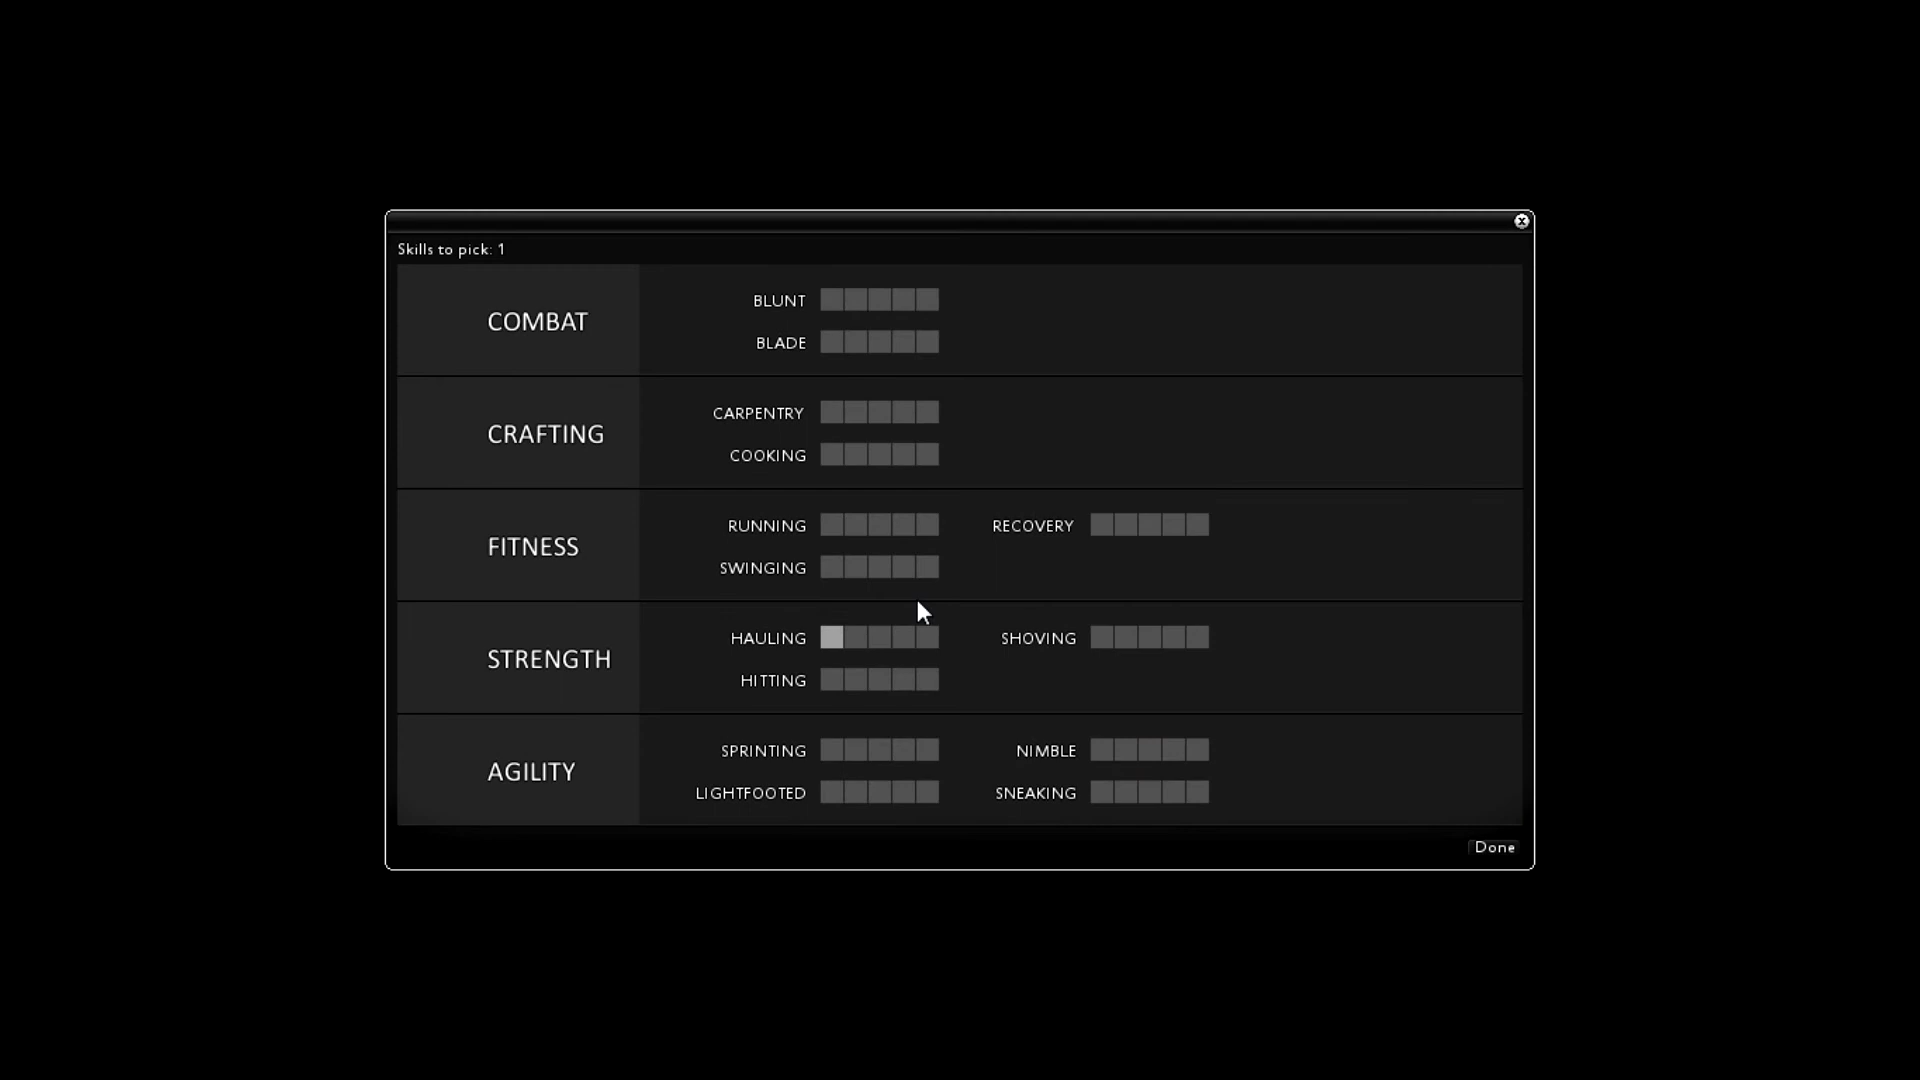 Skills to pick: 1
COMBAT
BLUNT
BLADE
CRAFTING
CARPENTRY
COOKING
FITNESS
RUNNING RECOVERY
SWINGING
STRENGTH
HAULING SHOVING
HITTING
AGILITY
SPRINTING NIMBLE
LIGHTFOOTED SNEAKING
Done